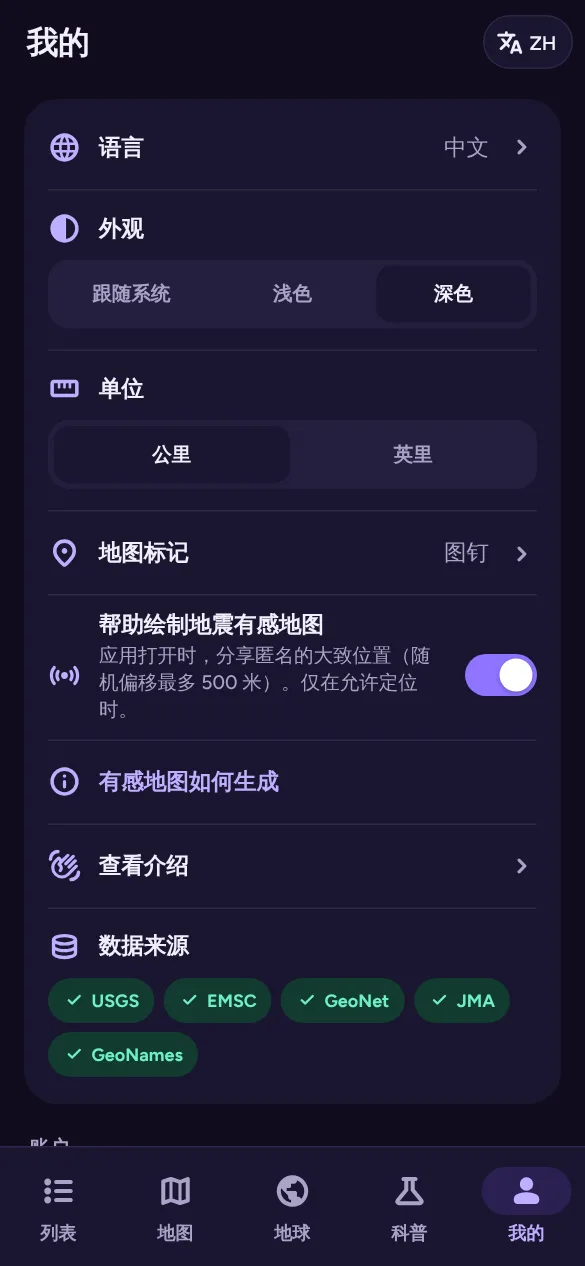 我的
ZH
语言
中文
外观
跟随系统
浅色
深色
单位
公里
英里
地图标记
图钉
帮助绘制地震有感地图
应用打开时，分享匿名的大致位置（随
机偏移最多 500 米）。仅在允许定位
时。
有感地图如何生成
查看介绍
数据来源
USGS
EMSC
GeoNet
JMA
GeoNames
账户
列表
地图
地球
科普
我的